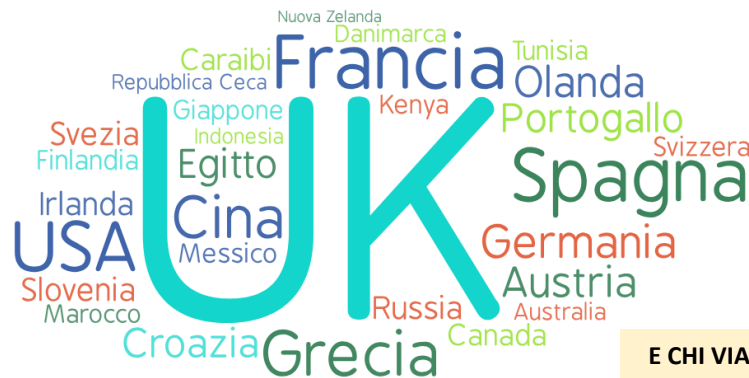 Nuova Zelanda
Danimarca
Caraibi
Francia
Tunisia
Repubblica Ceca
Olanda
Giappone
Kenya
Portogallo
Svezia
Indonesia
Svizzera
Finlandia
Egitto
Spagna
UK
Irlanda
Cina
USA
Messico
Germania
Slovenia
Austria
Marocco
Russia
Australia
Croazia
Grecia
Canada
E CHI VIA